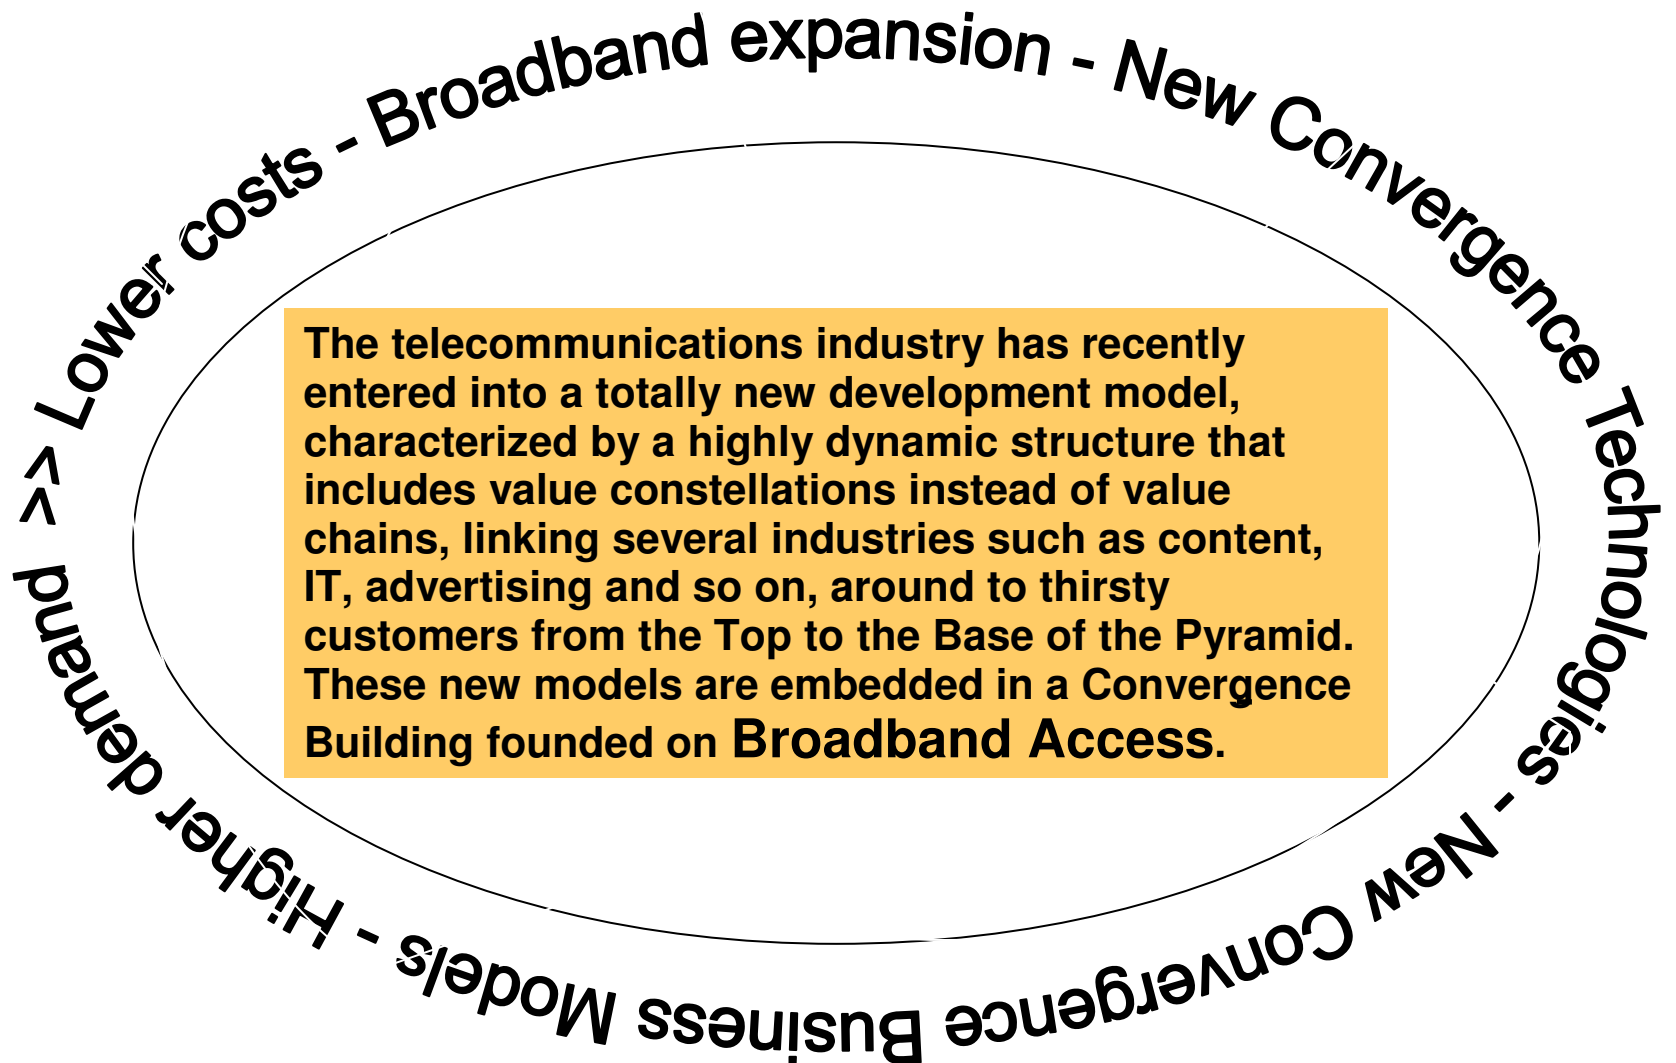 >> Lower costs - Broadband expansion - New Convergence Technologies - New Convergence Business Models - Higher demand
The telecommunications industry has recently
entered into a totally new development model,
characterized by a highly dynamic structure that
includes value constellations instead of value
chains, linking several industries such as content,
IT, advertising and so on, around to thirsty
customers from the Top to the Base of the Pyramid.
These new models are embedded in a Convergence
Building founded on Broadband Access.